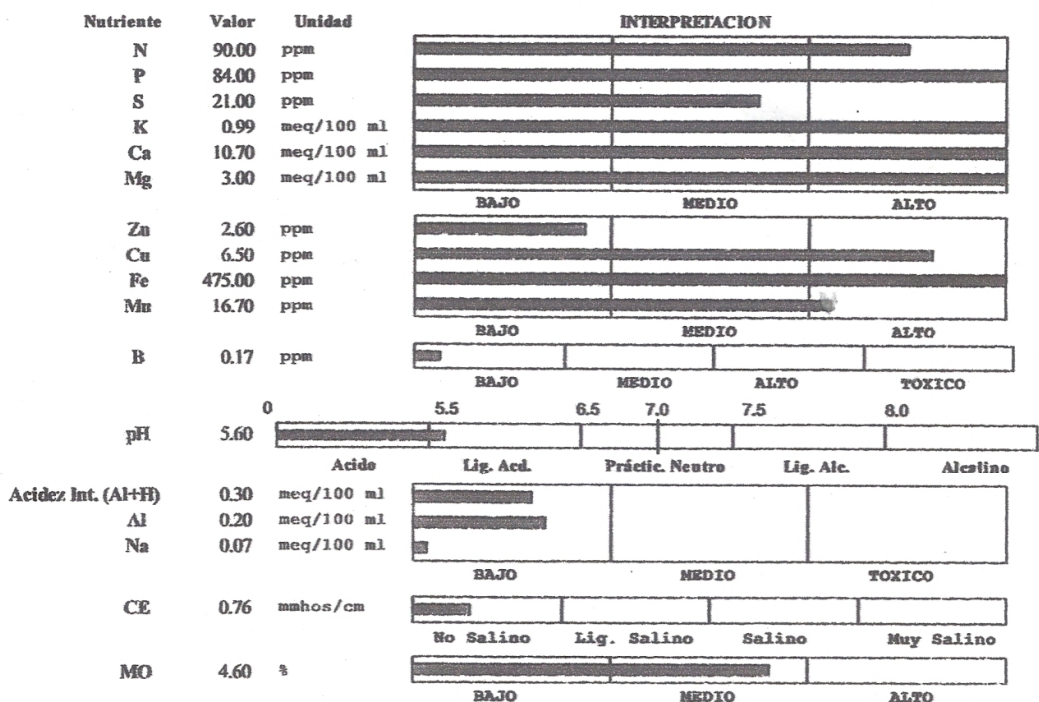 Nutriente Valor Unidad INTERPRETACION
N 90.00 ppm
P 84.00 ppm
S 21.00 ppm
K 0.99 meq/100 ml
Ca 10.70 meq/100 ml
Mg 3.00 meq/100 ml
BAJO MEDIO ALTO
Zn 2.60 ppm
Cu 6.50 ppm
Fe 475.00 ppm
Mn 16.70 ppm
BAJO MEDIO ALTO
B 0.17 ppm
BAJO MEDIO ALTO TOXICO
0 5.5 6.5 7.0 7.5 8.0
pH 5.60
Acido Lig. Acd. Práctic. Neutro Lig. Alc. Alcalino
Acidez Int. (Al+H) 0.30 meq/100 ml
Al 0.20 meq/100 ml
Na 0.07 meq/100 ml
BAJO MEDIO TOXICO
CE 0.76 mmhos/cm
No Salino Lig. Salino Salino Muy Salino
MO 4.60 %
BAJO MEDIO ALTO